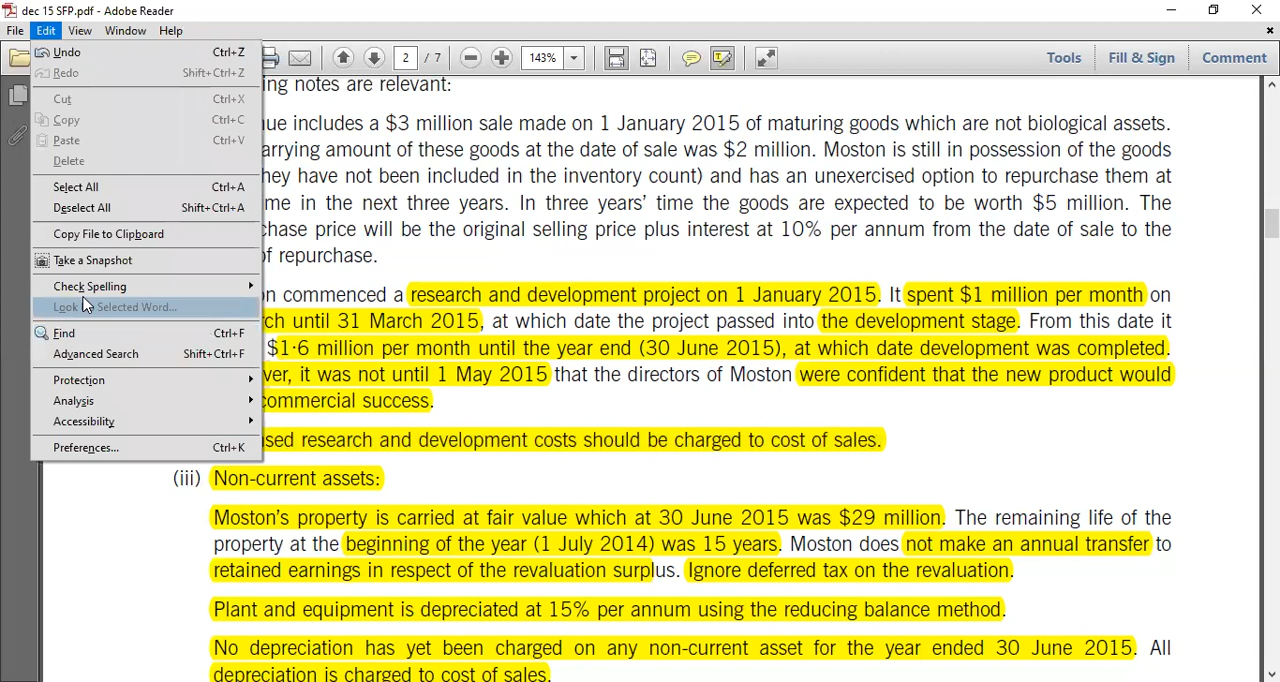 dec 15 SFP.pdf - Adobe Reader
File Edit View Window Help
2 / 7 143% Tools Fill & Sign Comment
Undo Ctrl+Z
Redo Shift+Ctrl+Z
Cut Ctrl+X
Copy Ctrl+C
Paste Ctrl+V
Delete
Select All Ctrl+A
Deselect All Shift+Ctrl+A
Copy File to Clipboard
Take a Snapshot
Check Spelling
Look Selected Word...
Find Ctrl+F
Advanced Search Shift+Ctrl+F
Protection
Analysis
Accessibility
Preferences... Ctrl+K
ing notes are relevant:
ue includes a $3 million sale made on 1 January 2015 of maturing goods which are not biological assets.
arrying amount of these goods at the date of sale was $2 million. Moston is still in possession of the goods
hey have not been included in the inventory count) and has an unexercised option to repurchase them at
me in the next three years. In three years' time the goods are expected to be worth $5 million. The
chase price will be the original selling price plus interest at 10% per annum from the date of sale to the
f repurchase.
n commenced a research and development project on 1 January 2015. It spent $1 million per month on
ch until 31 March 2015, at which date the project passed into the development stage. From this date it
$1·6 million per month until the year end (30 June 2015), at which date development was completed.
ver, it was not until 1 May 2015 that the directors of Moston were confident that the new product would
commercial success.
sed research and development costs should be charged to cost of sales.
(iii) Non-current assets:
Moston's property is carried at fair value which at 30 June 2015 was $29 million. The remaining life of the
property at the beginning of the year (1 July 2014) was 15 years. Moston does not make an annual transfer to
retained earnings in respect of the revaluation surplus. Ignore deferred tax on the revaluation.
Plant and equipment is depreciated at 15% per annum using the reducing balance method.
No depreciation has yet been charged on any non-current asset for the year ended 30 June 2015. All
depreciation is charged to cost of sales.